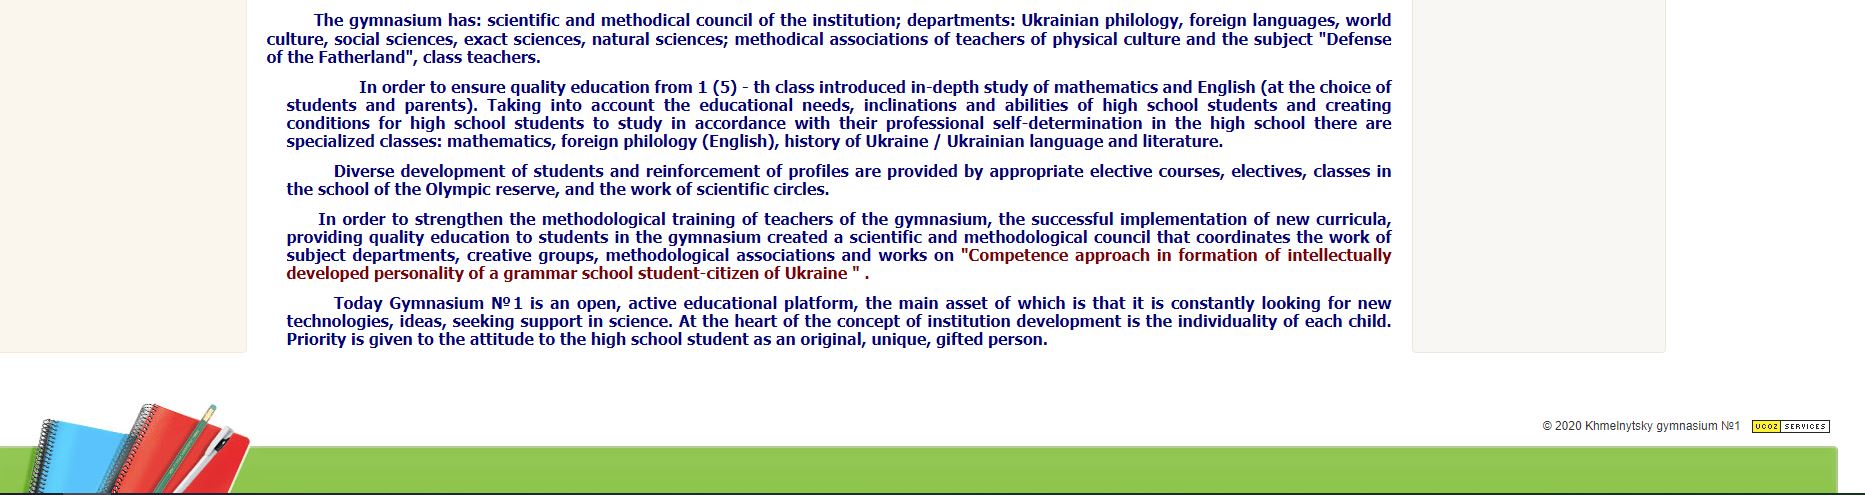 The gymnasium has: scientific and methodical council of the institution; departments: Ukrainian philology, foreign languages, world
culture, social sciences, exact sciences, natural sciences; methodical associations of teachers of physical culture and the subject "Defense
of the Fatherland", class teachers.
In order to ensure quality education from 1 (5) - th class introduced in-depth study of mathematics and English (at the choice of
students and parents). Taking into account the educational needs, inclinations and abilities of high school students and creating
conditions for high school students to study in accordance with their professional self-determination in the high school there are
specialized classes: mathematics, foreign philology (English), history of Ukraine / Ukrainian language and literature.
Diverse development of students and reinforcement of profiles are provided by appropriate elective courses, electives, classes in
the school of the Olympic reserve, and the work of scientific circles.
In order to strengthen the methodological training of teachers of the gymnasium, the successful implementation of new curricula,
providing quality education to students in the gymnasium created a scientific and methodological council that coordinates the work of
subject departments, creative groups, methodological associations and works on "Competence approach in formation of intellectually
developed personality of a grammar school student-citizen of Ukraine " .
Today Gymnasium №1 is an open, active educational platform, the main asset of which is that it is constantly looking for new
technologies, ideas, seeking support in science. At the heart of the concept of institution development is the individuality of each child.
Priority is given to the attitude to the high school student as an original, unique, gifted person.
© 2020 Khmelnytsky gymnasium №1 UCOZ SERVICES